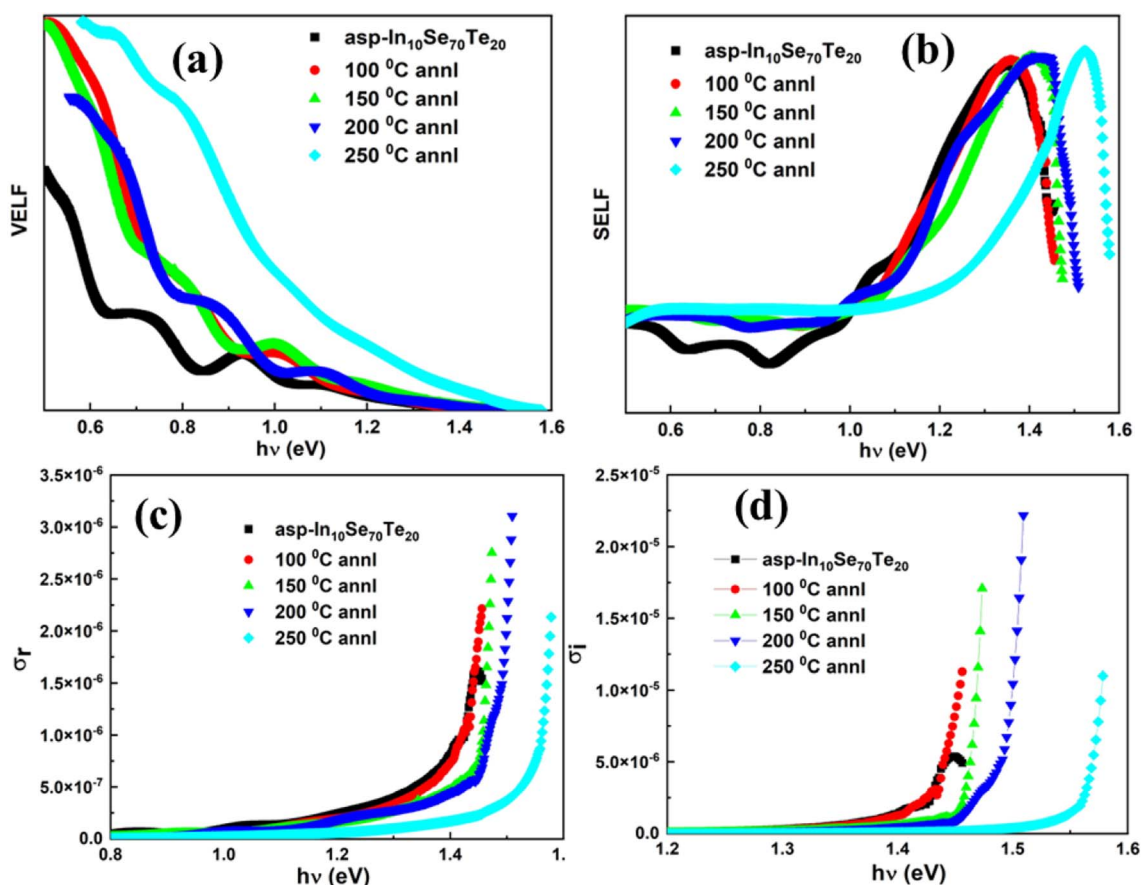 (a)
asp-In₁₀Se₇₀Te₂₀
100 ⁰C annl
150 ⁰C annl
200 ⁰C annl
250 ⁰C annl
VELF
0.6 0.8 1.0 1.2 1.4 1.6
hν (eV)
(b)
asp-In₁₀Se₇₀Te₂₀
100 ⁰C annl
150 ⁰C annl
200 ⁰C annl
250 ⁰C annl
SELF
0.6 0.8 1.0 1.2 1.4 1.6
hν (eV)
(c)
asp-In₁₀Se₇₀Te₂₀
100 ⁰C annl
150 ⁰C annl
200 ⁰C annl
250 ⁰C annl
σr
3.5×10⁻⁶
3.0×10⁻⁶
2.5×10⁻⁶
2.0×10⁻⁶
1.5×10⁻⁶
1.0×10⁻⁶
5.0×10⁻⁷
0.0
0.8 1.0 1.2 1.4 1.
hν (eV)
(d)
asp-In₁₀Se₇₀Te₂₀
100 ⁰C annl
150 ⁰C annl
200 ⁰C annl
250 ⁰C annl
σi
2.5×10⁻⁵
2.0×10⁻⁵
1.5×10⁻⁵
1.0×10⁻⁵
5.0×10⁻⁶
0.0
1.2 1.3 1.4 1.5 1.6
hν (eV)